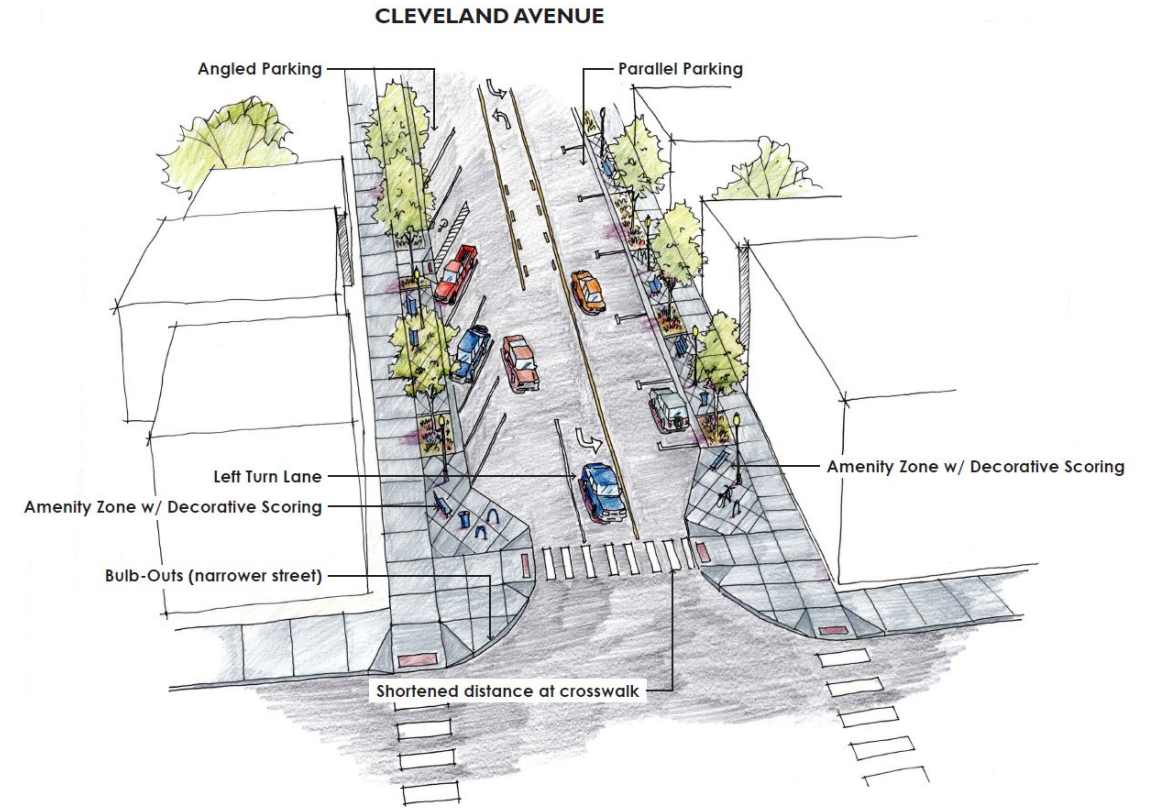 CLEVELAND AVENUE
Angled Parking
Parallel Parking
Left Turn Lane
Amenity Zone w/ Decorative Scoring
Amenity Zone w/ Decorative Scoring
Bulb-Outs (narrower street)
Shortened distance at crosswalk